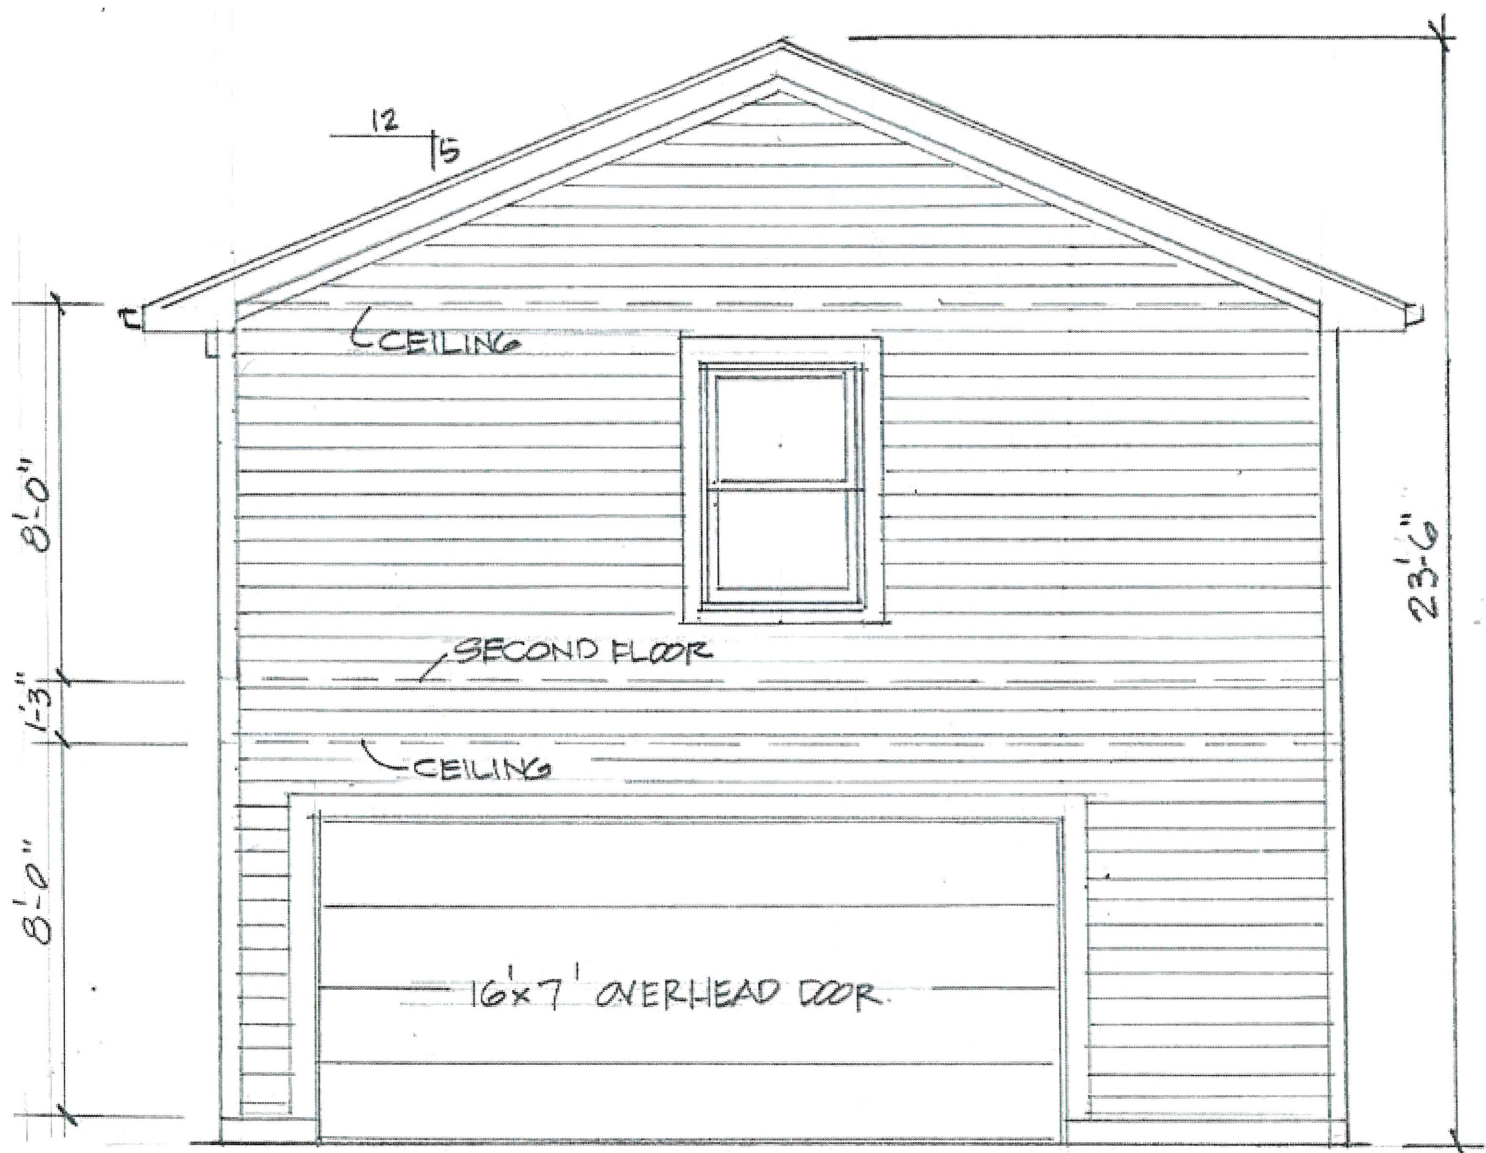 12
5
CEILING
8'-0"
23'-6"
SECOND FLOOR
1'-3"
CEILING
8'-0"
16'x7' OVERHEAD DOOR.